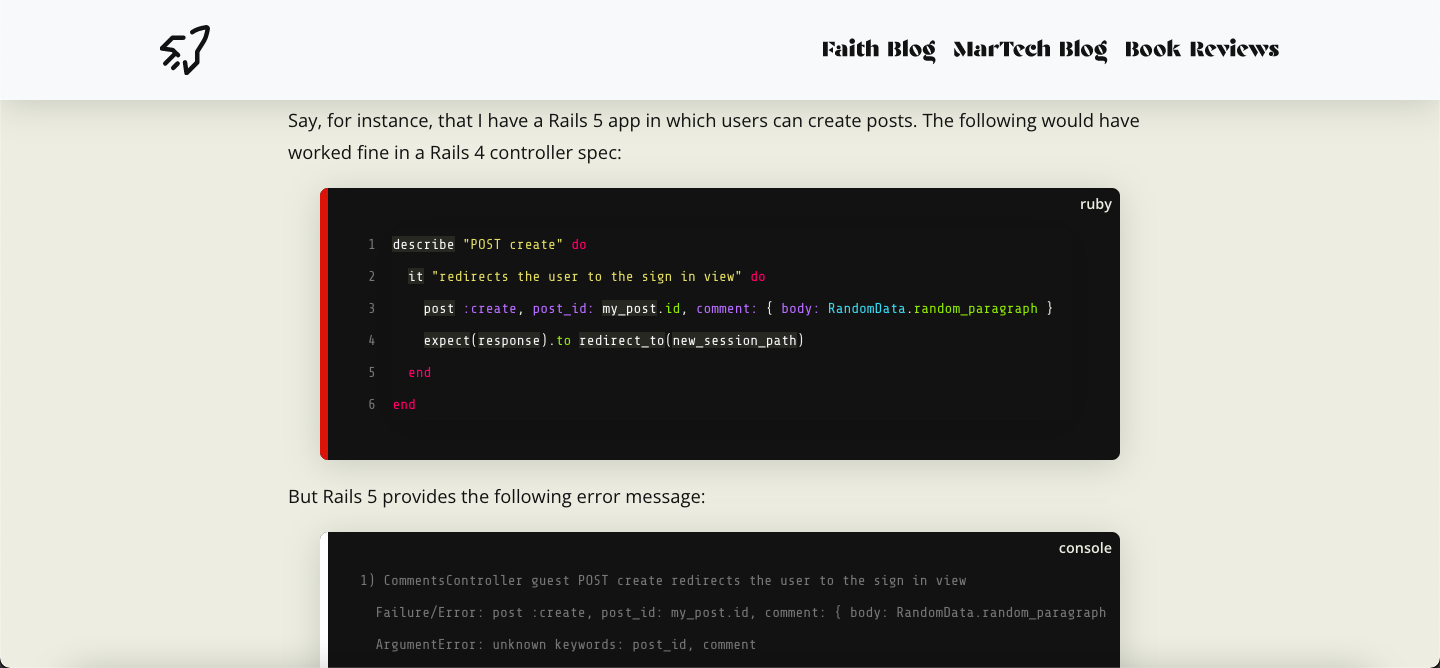 Faith Blog MarTech Blog Book Reviews
Say, for instance, that I have a Rails 5 app in which users can create posts. The following would have
worked fine in a Rails 4 controller spec:
ruby
1 describe "POST create" do
2 it "redirects the user to the sign in view" do
3 post :create, post_id: my_post.id, comment: { body: RandomData.random_paragraph }
4 expect(response).to redirect_to(new_session_path)
5 end
6 end
But Rails 5 provides the following error message:
console
1) CommentsController guest POST create redirects the user to the sign in view
Failure/Error: post :create, post_id: my_post.id, comment: { body: RandomData.random_paragraph
ArgumentError: unknown keywords: post_id, comment